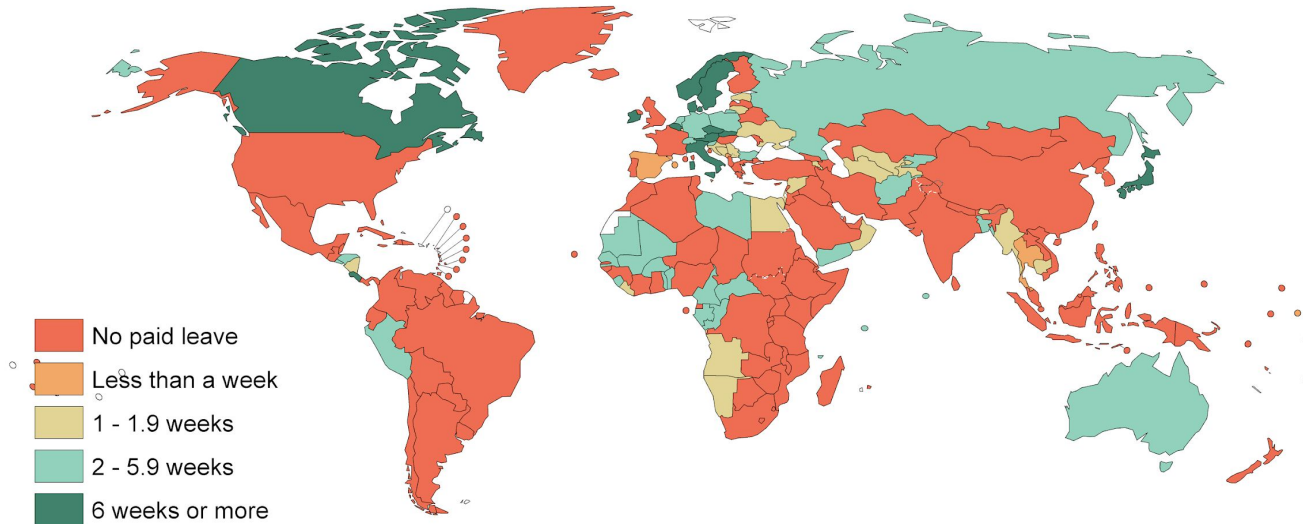 No paid leave
Less than a week
1 - 1.9 weeks
2 - 5.9 weeks
6 weeks or more